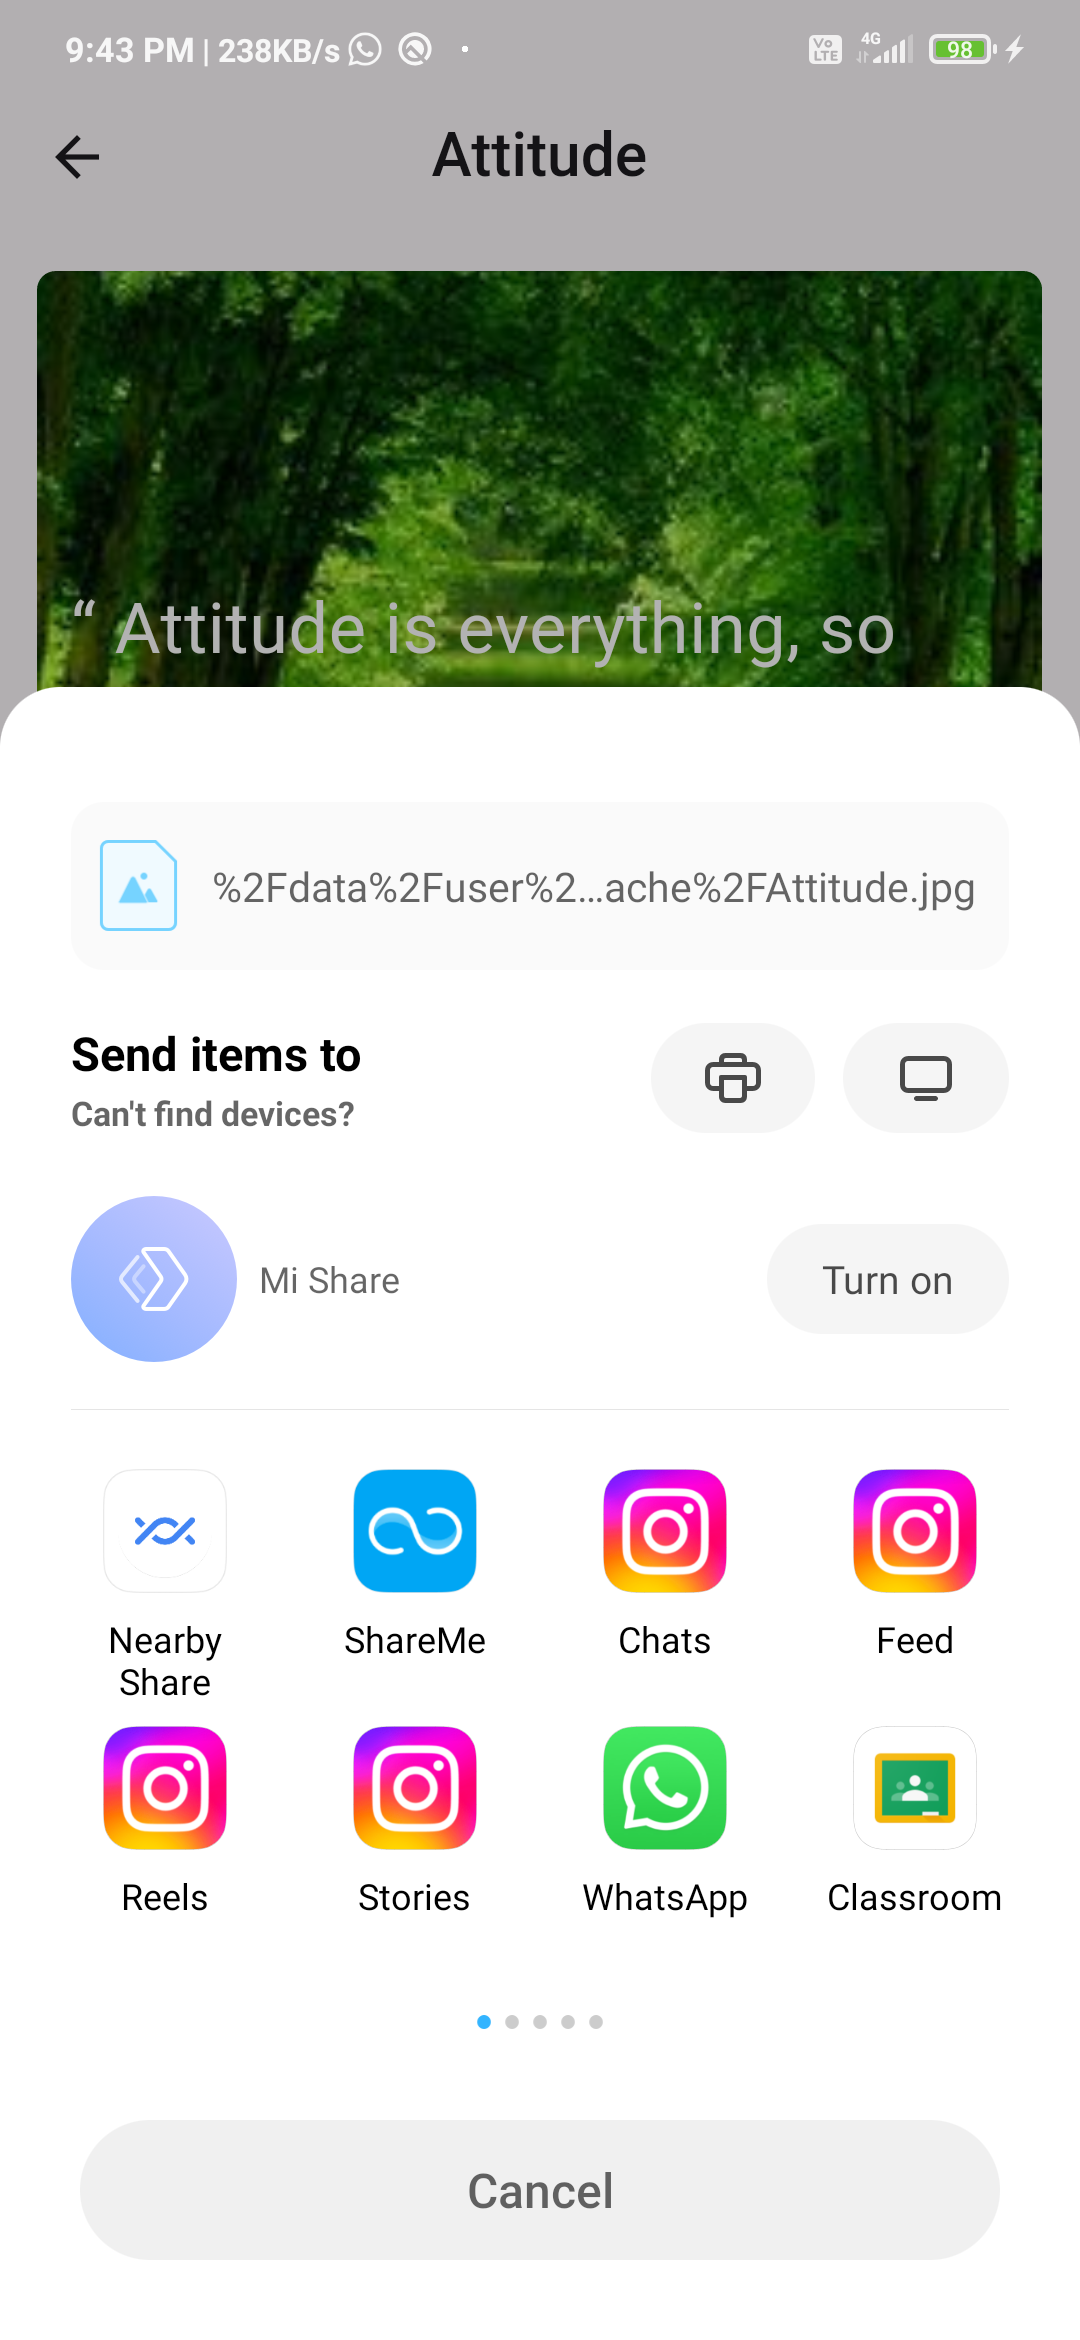 9:43 PM | 238KB/s
Vo LTE 4G 98
Attitude
“ Attitude is everything, so
%2Fdata%2Fuser%2...ache%2FAttitude.jpg
Send items to
Can't find devices?
Mi Share
Turn on
Nearby Share
ShareMe
Chats
Feed
Reels
Stories
WhatsApp
Classroom
Cancel